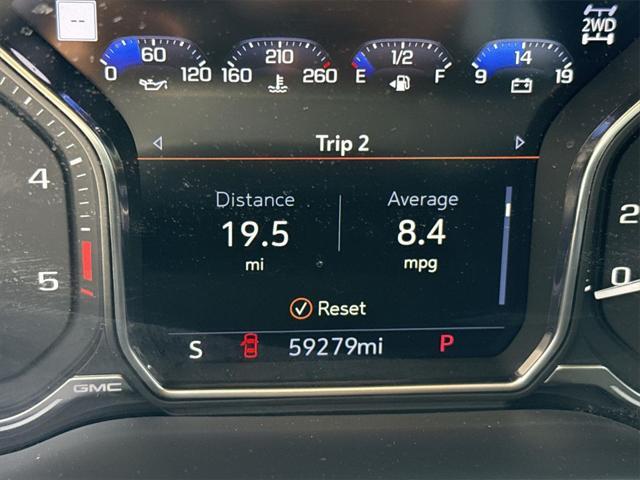 --
60 210 1/2 14 2WD
0 120 160 260 E F 9 19
Trip 2
Distance Average
19.5 8.4
mi mpg
Reset
S 59279mi P
4
5
GMC
2
0